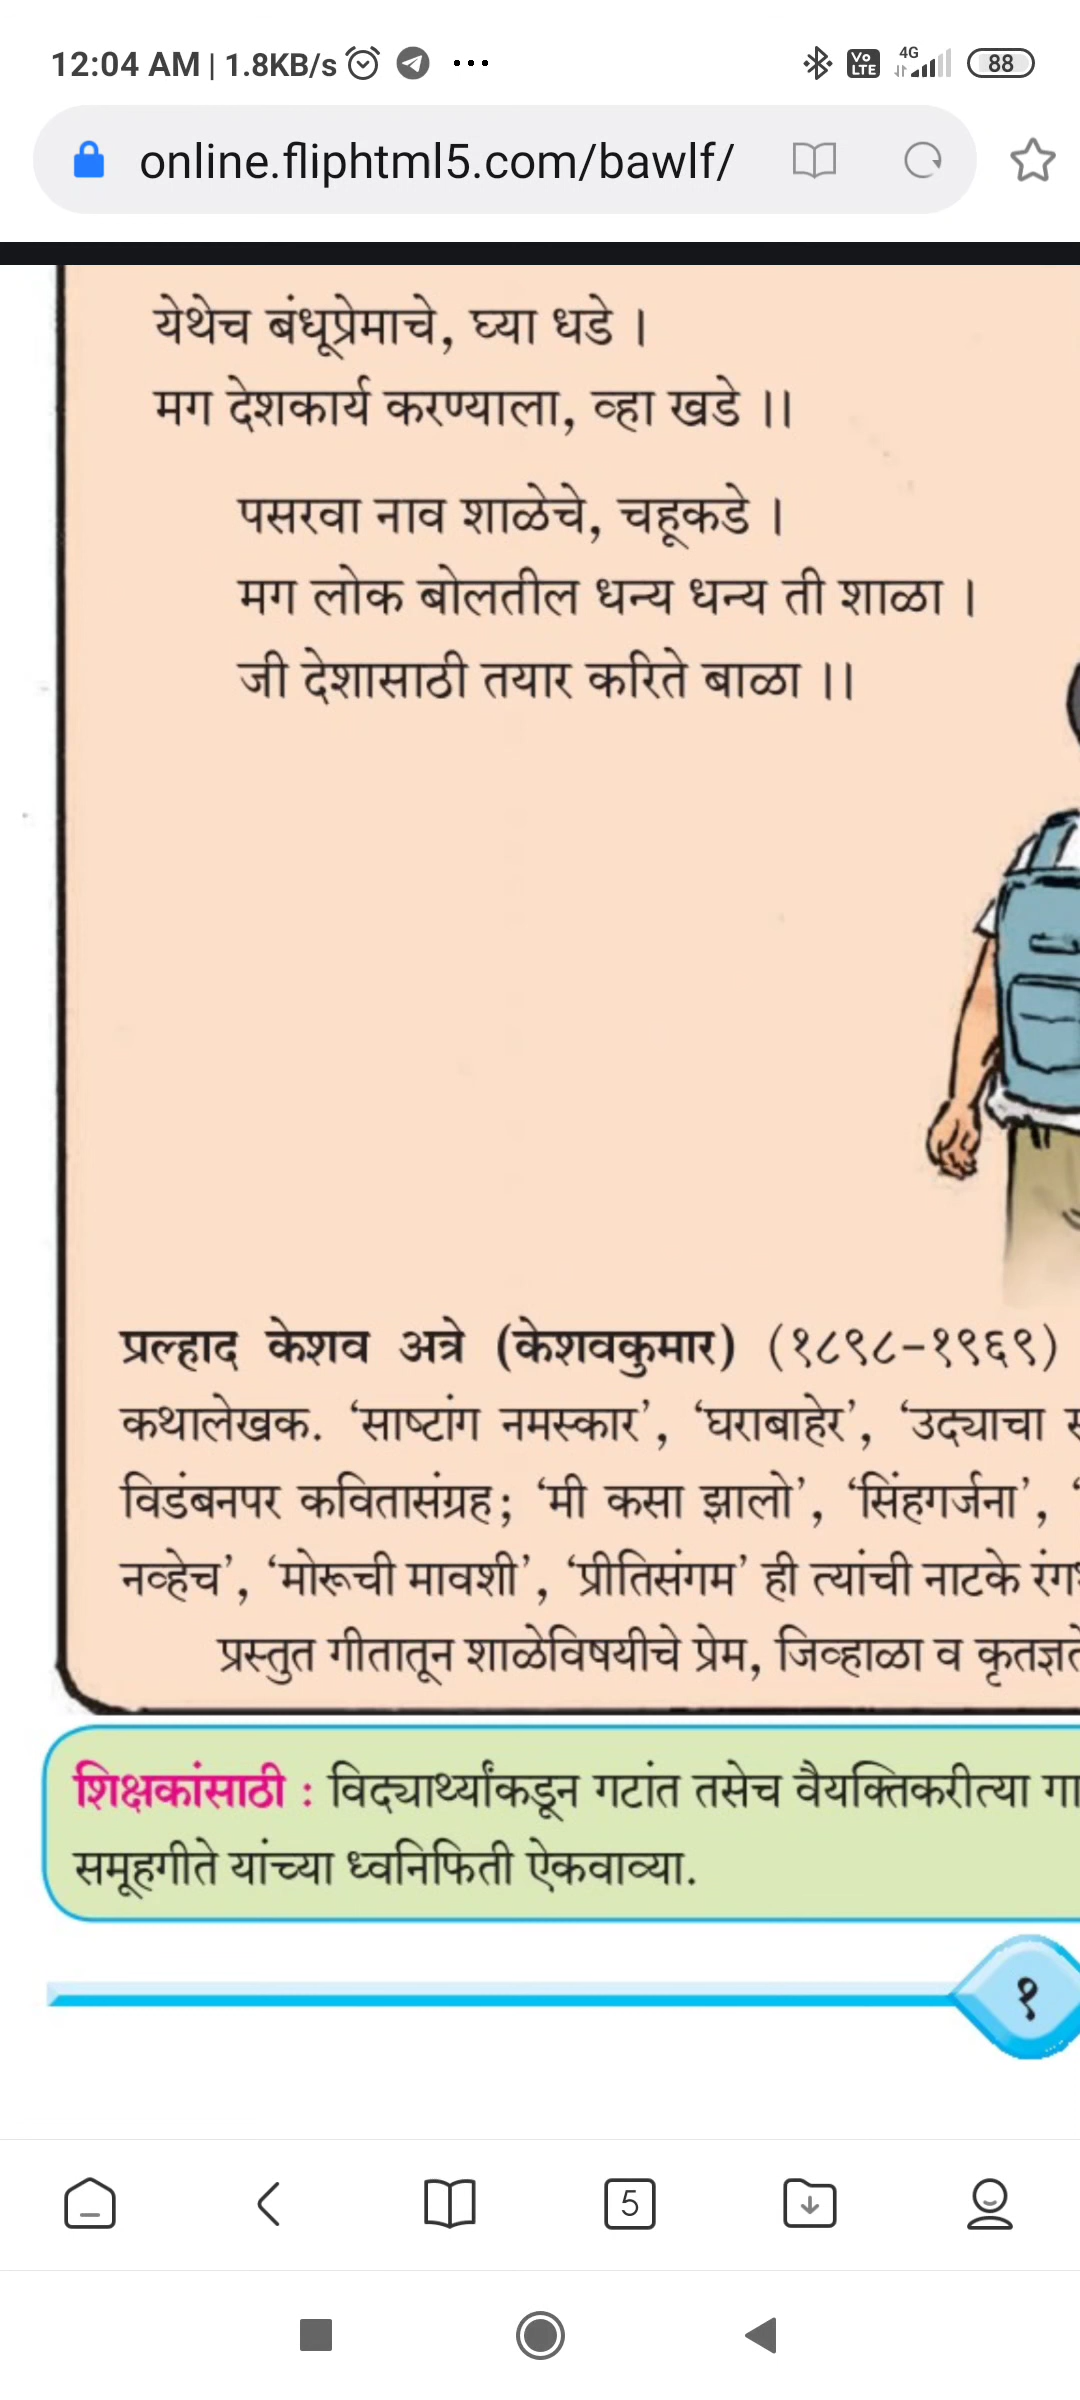 12:04 AM | 1.8KB/s ... Vo LTE 4G 88
online.fliphtml5.com/bawlf/
येथेच बंधूप्रेमाचे, घ्या धडे ।
मग देशकार्य करण्याला, व्हा खडे ।।
पसरवा नाव शाळेचे, चहूकडे ।
मग लोक बोलतील धन्य धन्य ती शाळा ।
जी देशासाठी तयार करिते बाळा ।।
प्रल्हाद केशव अत्रे (केशवकुमार) (१८९८-१९६९)
कथालेखक. ‘साष्टांग नमस्कार’, ‘घराबाहेर’, ‘उद्याचा
विडंबनपर कवितासंग्रह; ‘मी कसा झालो’, ‘सिंहगर्जना’, ‘
नव्हेच’, ‘मोरूची मावशी’, ‘प्रीतिसंगम’ ही त्यांची नाटके
प्रस्तुत गीतातून शाळेविषयीचे प्रेम, जिव्हाळा व
शिक्षकांसाठी : विद्यार्थ्यांकडून गटांत तसेच वैयक्तिकरीत्या
समूहगीते यांच्या ध्वनिफिती ऐकवाव्या.
१
5